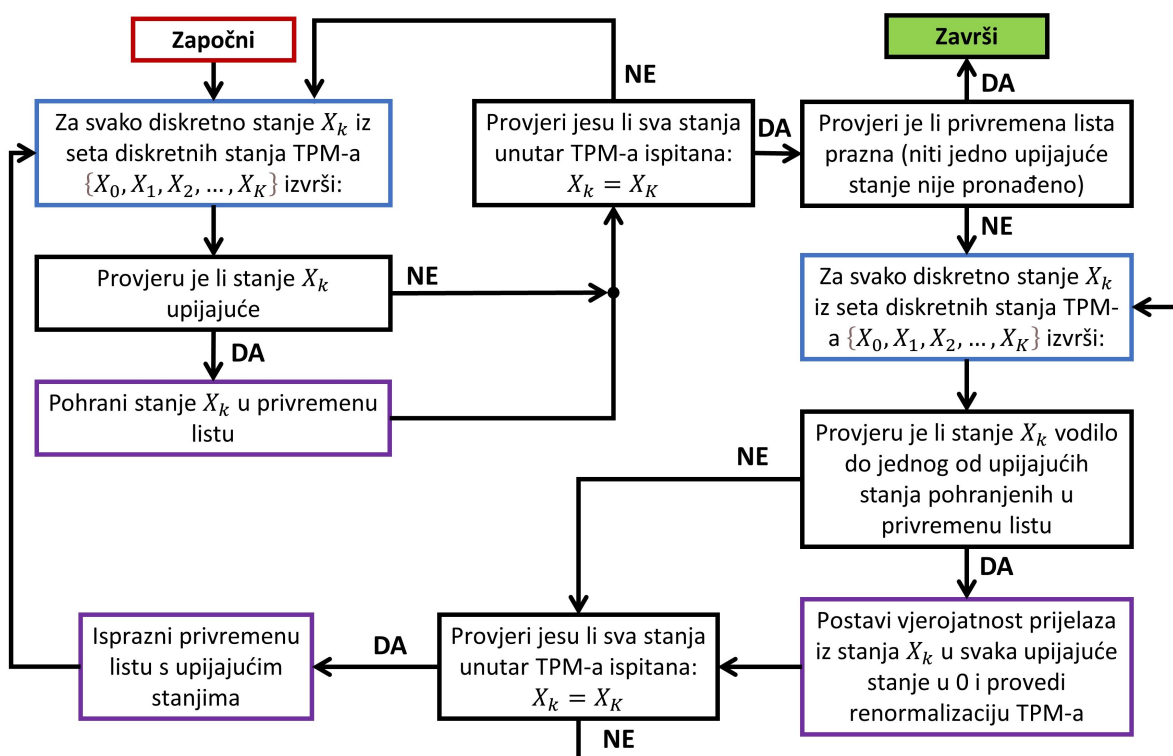 Započni
Za svako diskretno stanje X_k iz
seta diskretnih stanja TPM-a
{X_0, X_1, X_2, ..., X_K} izvrši:
Provjeru je li stanje X_k
upijajuće
NE
DA
Pohrani stanje X_k u privremenu
listu
NE
Provjeri jesu li sva stanja
unutar TPM-a ispitana:
X_k = X_K
DA
Završi
DA
Provjeri je li privremena lista
prazna (niti jedno upijajuće
stanje nije pronađeno)
NE
Za svako diskretno stanje X_k
iz seta diskretnih stanja TPM-
a {X_0, X_1, X_2, ..., X_K} izvrši:
Provjeru je li stanje X_k vodilo
do jednog od upijajućih
stanja pohranjenih u
privremenu listu
NE
DA
Postavi vjerojatnost prijelaza
iz stanja X_k u svaka upijajuće
stanje u 0 i provedi
renormalizaciju TPM-a
Provjeri jesu li sva stanja
unutar TPM-a ispitana:
X_k = X_K
DA
NE
Isprazni privremenu
listu s upijajućim
stanjima